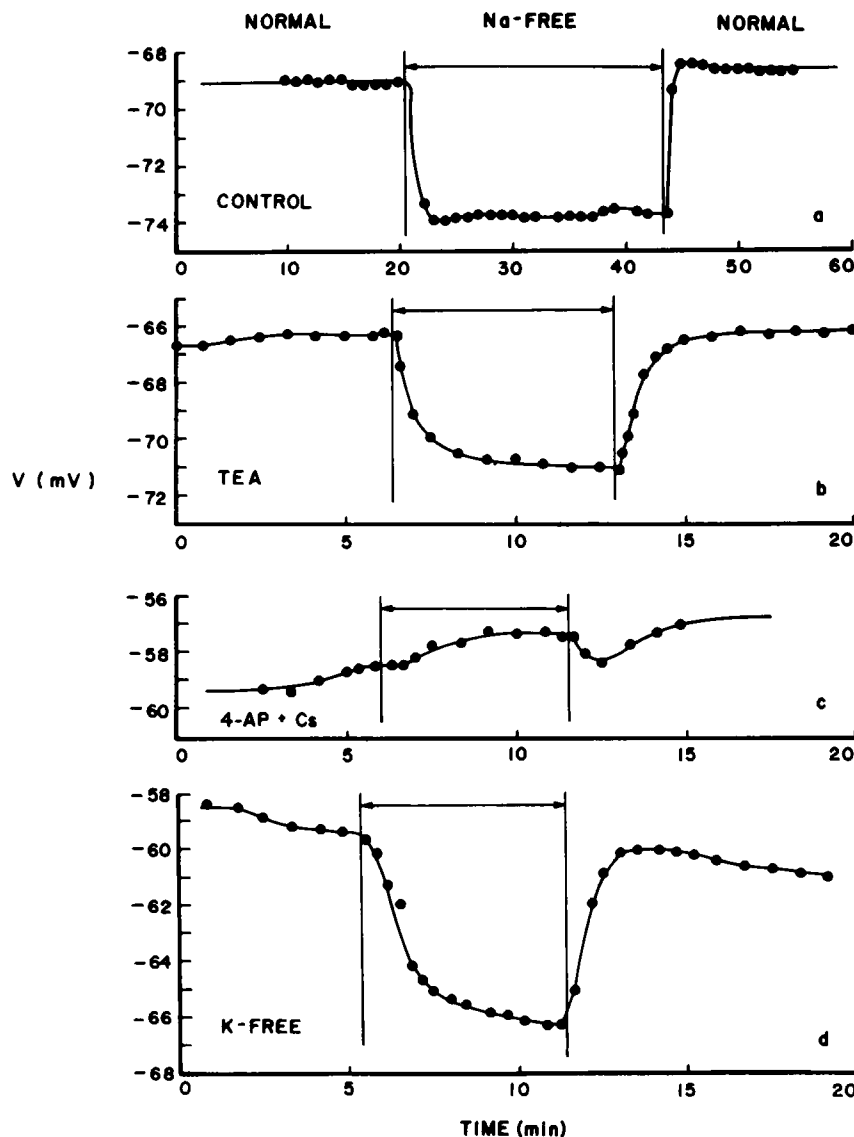 NORMAL Na-FREE NORMAL
-68
-70
-72
-74
CONTROL
a
0 10 20 30 40 50 60
-66
-68
-70
-72
TEA
b
0 5 10 15 20
V (mV)
-56
-58
-60
4-AP + Cs
c
0 5 10 15 20
-58
-60
-62
-64
-66
-68
K-FREE
d
0 5 10 15 20
TIME (min)